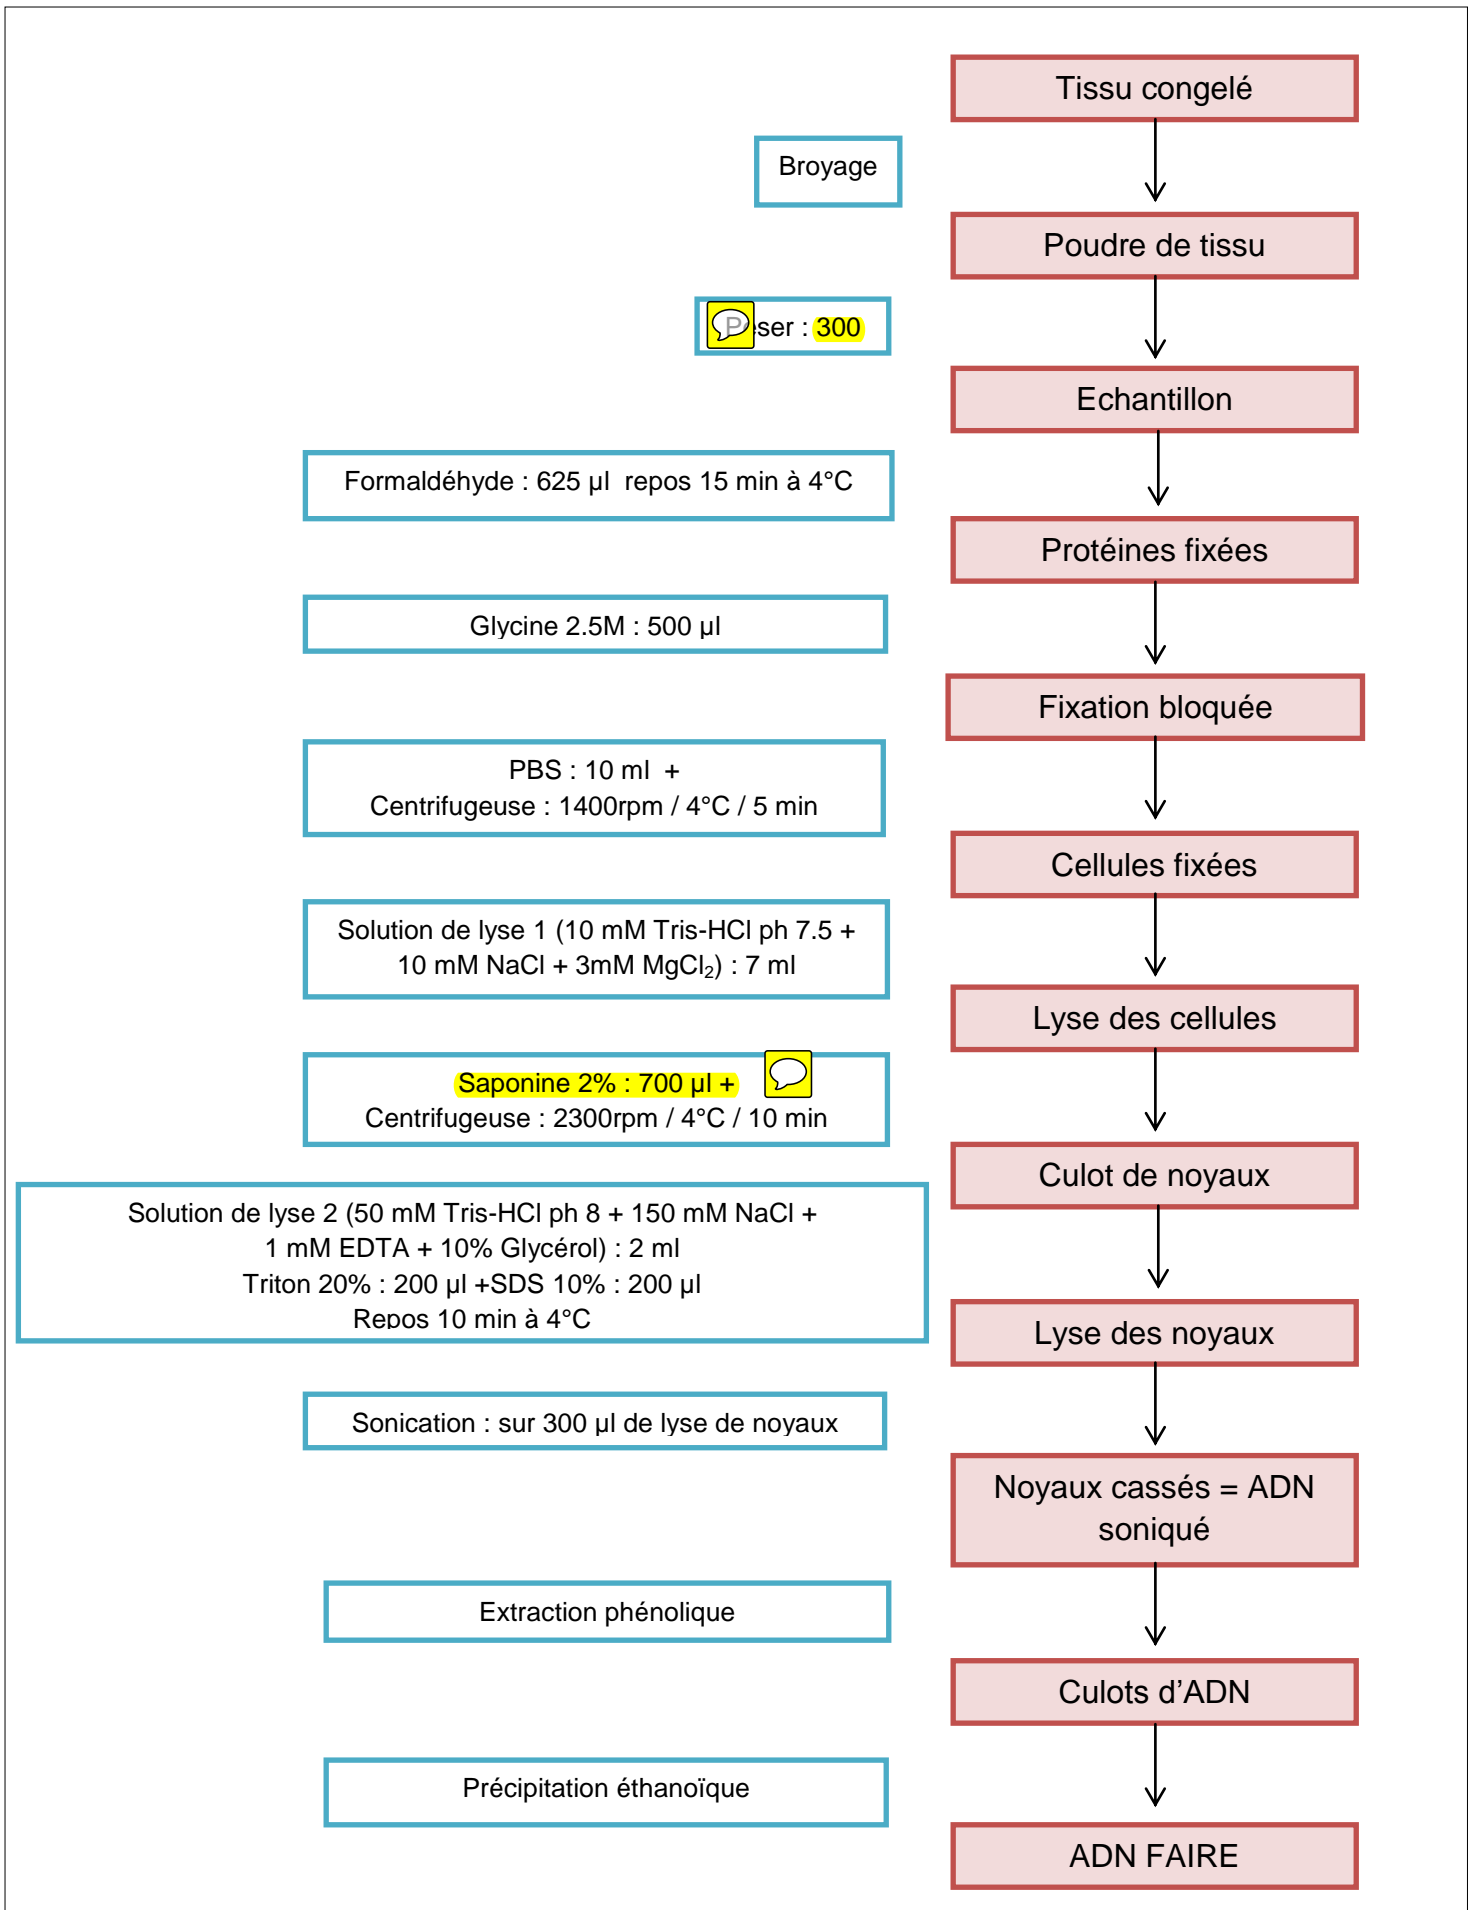 Tissu congelé
Broyage
Poudre de tissu
Peser : 300
Echantillon
Formaldéhyde : 625 µl  repos 15 min à 4°C
Protéines fixées
Glycine 2.5M : 500 µl
Fixation bloquée
PBS : 10 ml  +
Centrifugeuse : 1400rpm / 4°C / 5 min
Cellules fixées
Solution de lyse 1 (10 mM Tris-HCl ph 7.5 +
10 mM NaCl + 3mM MgCl₂) : 7 ml
Lyse des cellules
Saponine 2% : 700 µl +
Centrifugeuse : 2300rpm / 4°C / 10 min
Culot de noyaux
Solution de lyse 2 (50 mM Tris-HCl ph 8 + 150 mM NaCl +
1 mM EDTA + 10% Glycérol) : 2 ml
Triton 20% : 200 µl +SDS 10% : 200 µl
Repos 10 min à 4°C
Lyse des noyaux
Sonication : sur 300 µl de lyse de noyaux
Noyaux cassés = ADN
soniqué
Extraction phénolique
Culots d’ADN
Précipitation éthanoïque
ADN FAIRE